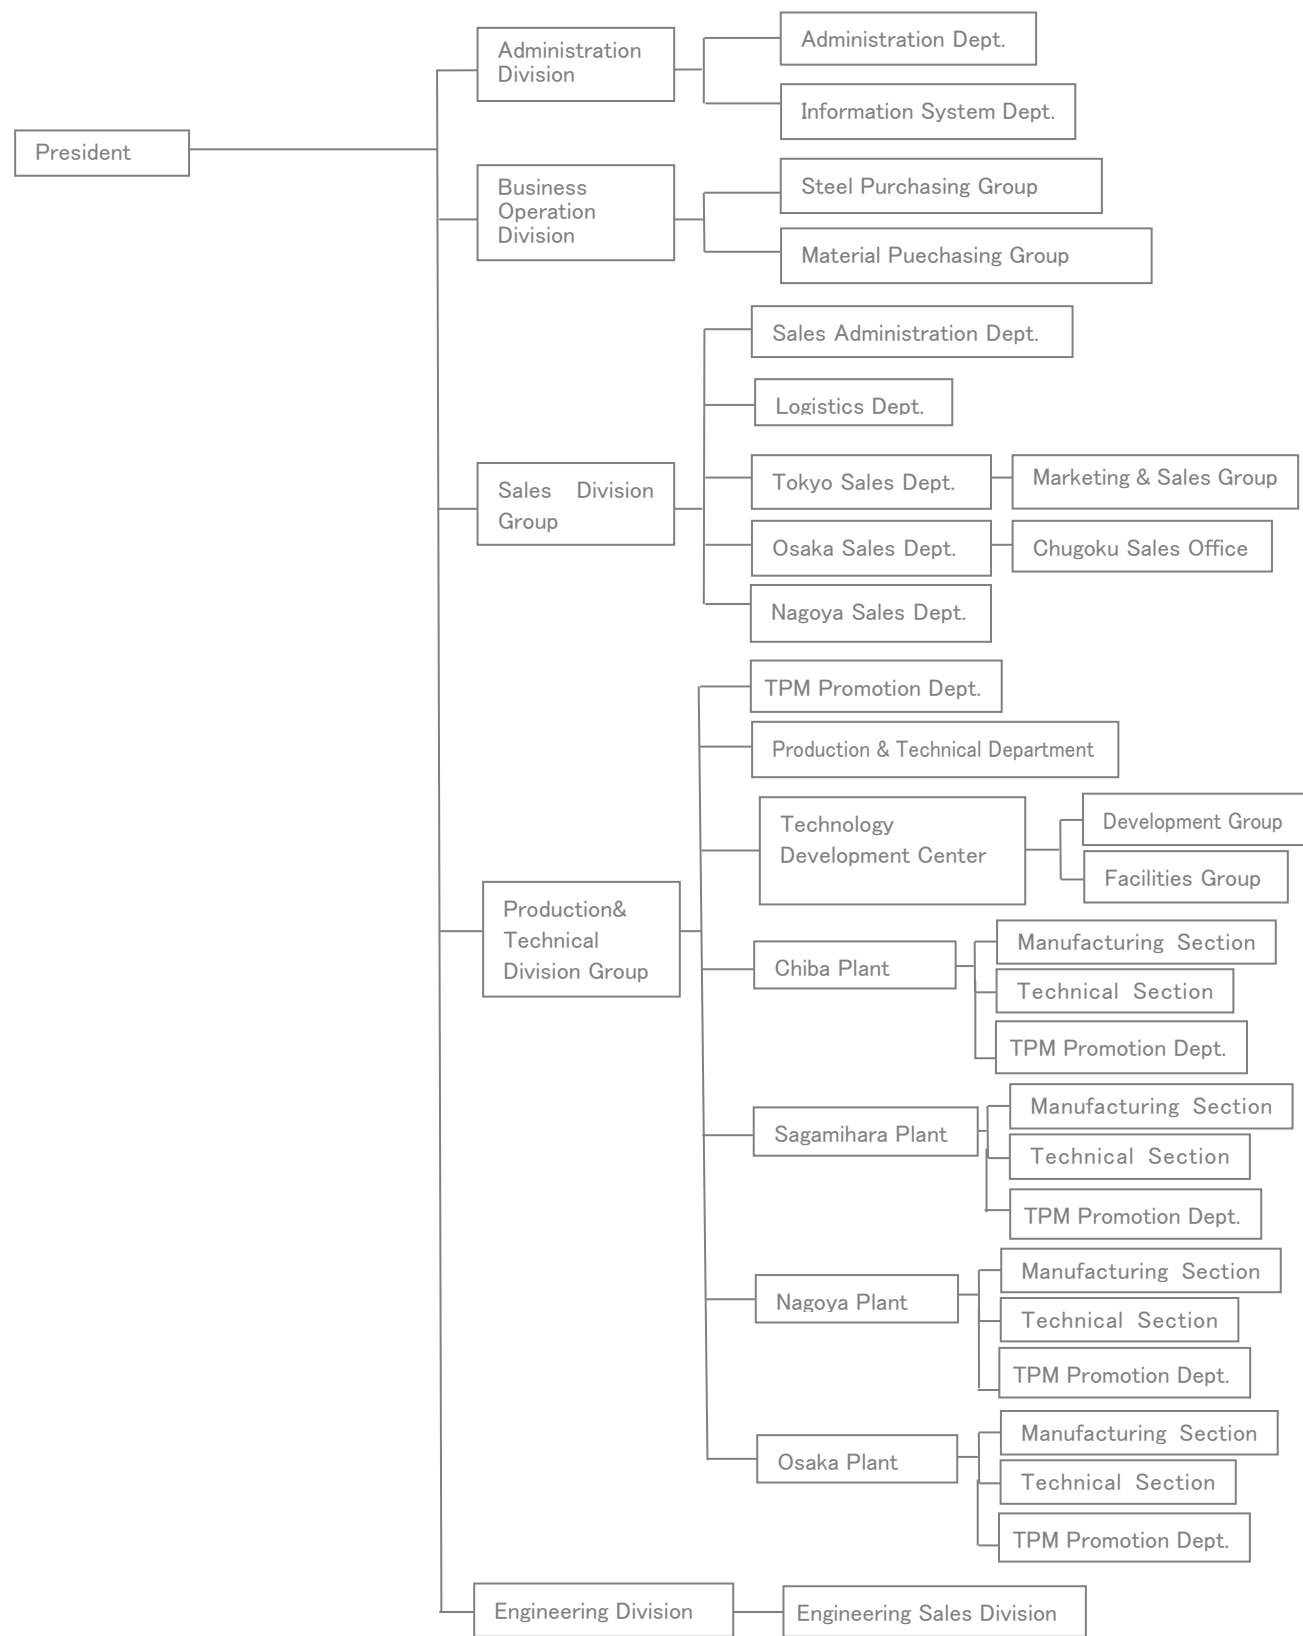 President
Administration
Division
Administration Dept.
Information System Dept.
Business
Operation
Division
Steel Purchasing Group
Material Puechasing Group
Sales Division
Group
Sales Administration Dept.
Logistics Dept.
Tokyo Sales Dept.
Marketing & Sales Group
Osaka Sales Dept.
Chugoku Sales Office
Nagoya Sales Dept.
Production&
Technical
Division Group
TPM Promotion Dept.
Production & Technical Department
Technology
Development Center
Development Group
Facilities Group
Chiba Plant
Manufacturing Section
Technical Section
TPM Promotion Dept.
Sagamihara Plant
Manufacturing Section
Technical Section
TPM Promotion Dept.
Nagoya Plant
Manufacturing Section
Technical Section
TPM Promotion Dept.
Osaka Plant
Manufacturing Section
Technical Section
TPM Promotion Dept.
Engineering Division
Engineering Sales Division